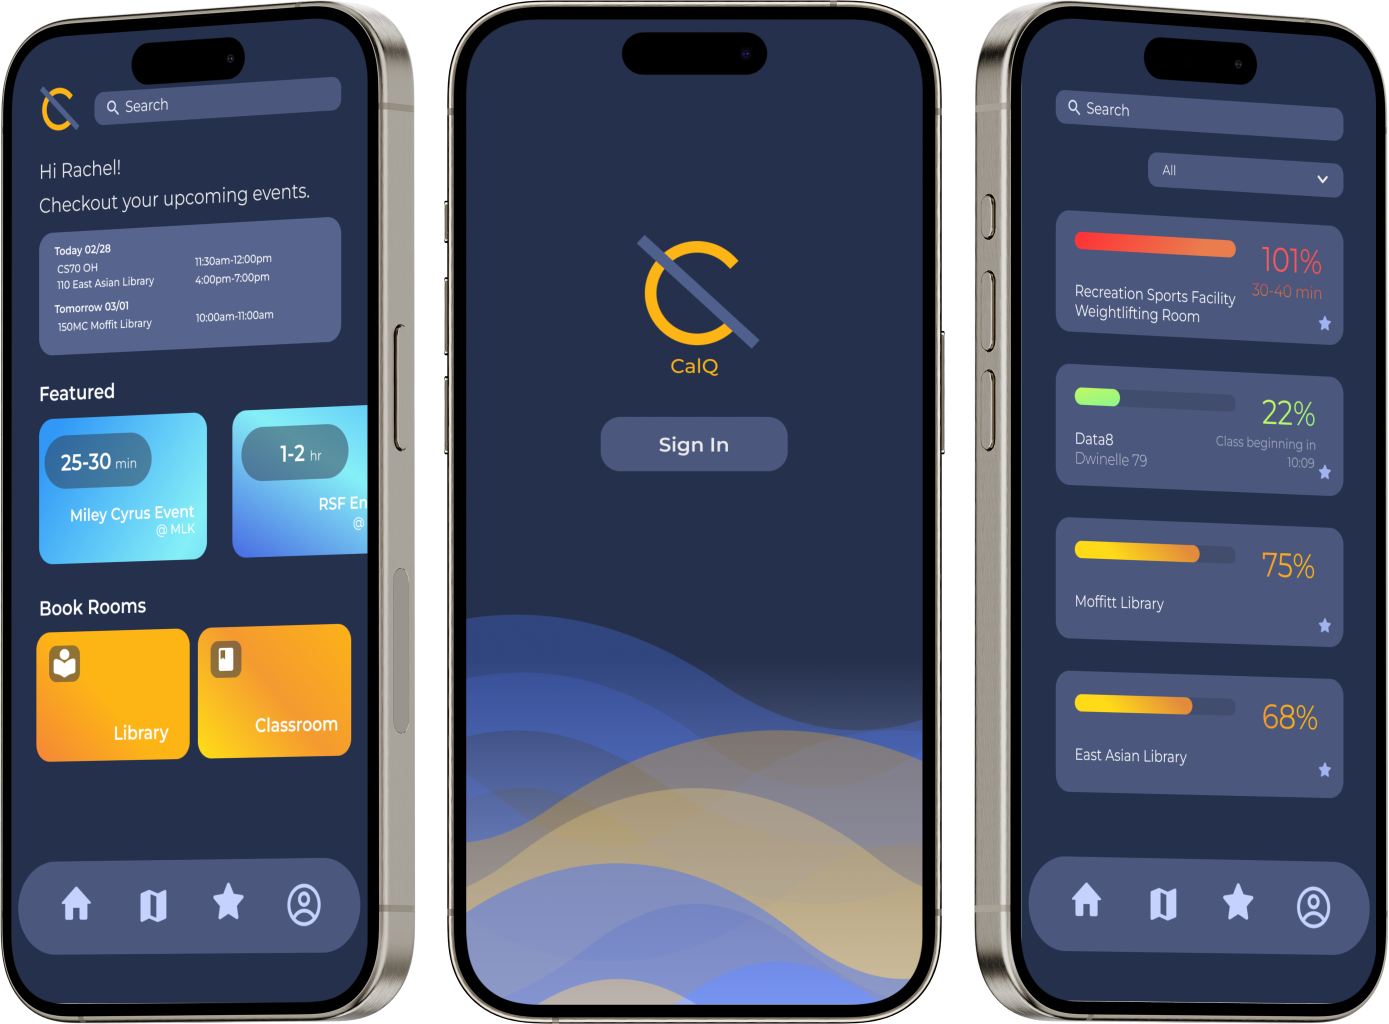 Search
Hi Rachel!
Checkout your upcoming events.
Today 02/28
CS70 OH 11:30am-12:00pm
110 East Asian Library 4:00pm-7:00pm
Tomorrow 03/01
150MC Moffit Library 10:00am-11:00am
Featured
25-30 min
Miley Cyrus Event
@ MLK
1-2 hr
RSF En
@
Book Rooms
Library
Classroom
CalQ
Sign In
Search
All
101%
30-40 min
Recreation Sports Facility
Weightlifting Room
22%
Data8
Dwinelle 79
Class beginning in
10:09
75%
Moffitt Library
68%
East Asian Library